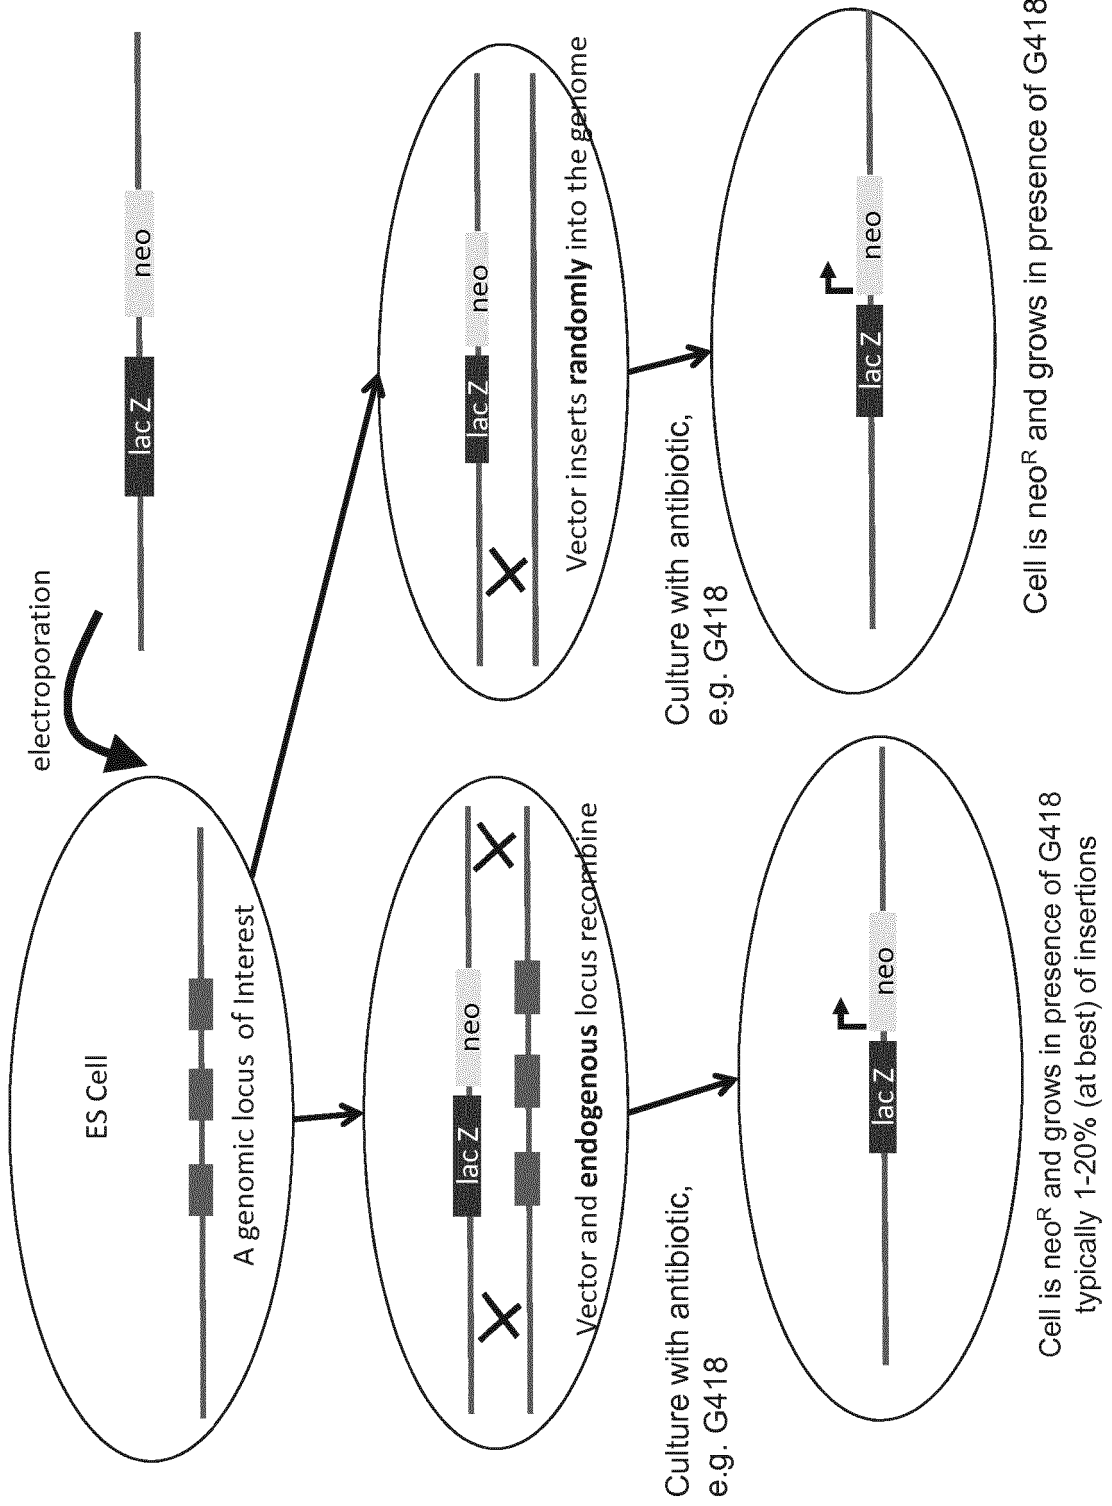 electroporation
lac Z
neo
ES Cell
A genomic locus of Interest
lac Z
neo
Vector and endogenous locus recombine
lac Z
neo
Vector inserts randomly into the genome
Culture with antibiotic,
e.g. G418
Culture with antibiotic,
e.g. G418
lac Z
neo
lac Z
neo
Cell is neoᴿ and grows in presence of G418
typically 1-20% (at best) of insertions
Cell is neoᴿ and grows in presence of G418